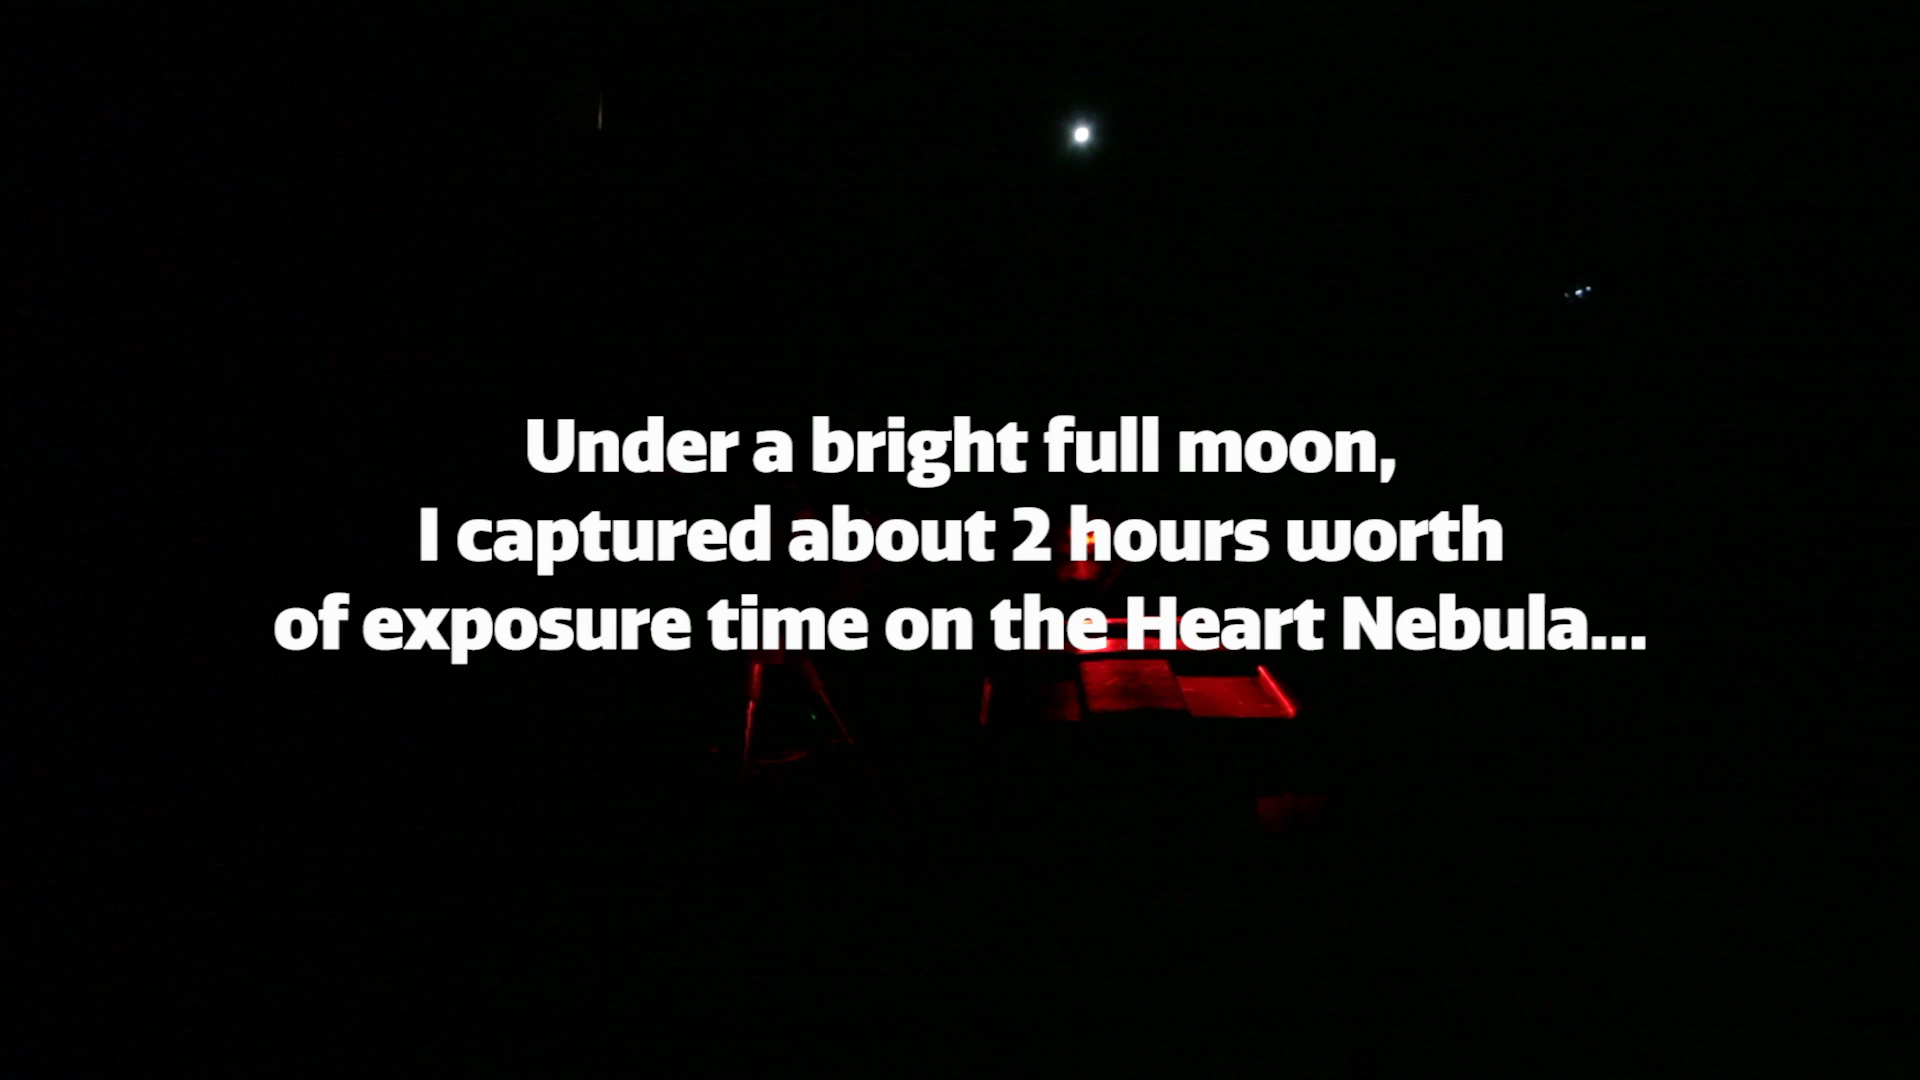 Under a bright full moon,
I captured about 2 hours worth
of exposure time on the Heart Nebula...